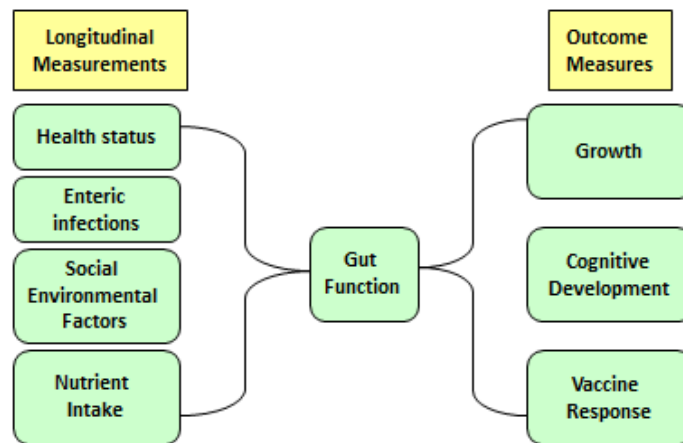 Longitudinal
Measurements
Health status
Enteric
infections
Social
Environmental
Factors
Nutrient
Intake
Gut
Function
Outcome
Measures
Growth
Cognitive
Development
Vaccine
Response